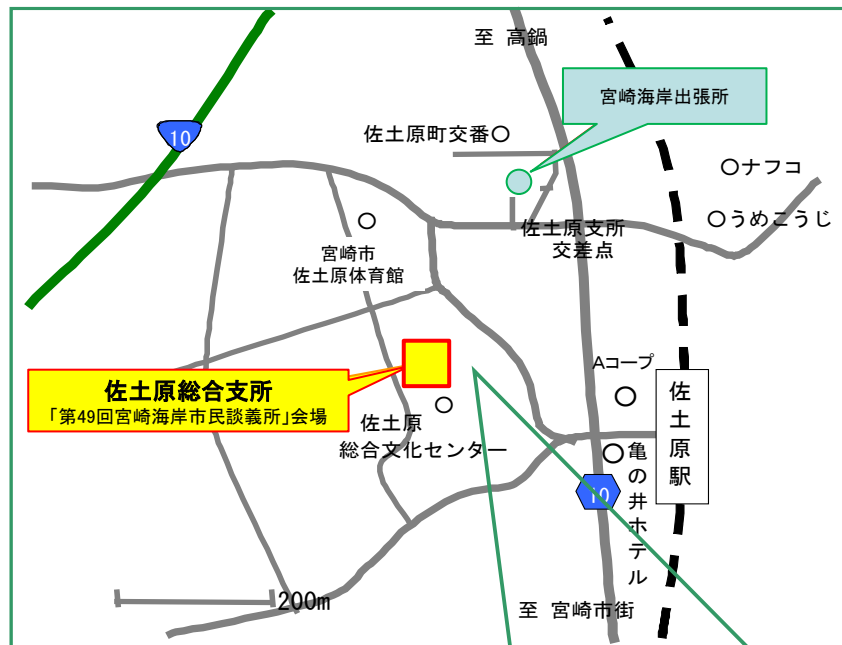 至 高鍋
宮崎海岸出張所
10
佐土原町交番
ナフコ
うめこうじ
佐土原支所
交差点
宮崎市
佐土原体育館
Aコープ
佐土原総合支所
「第49回宮崎海岸市民談義所」会場
佐土原
総合文化センター
佐土原駅
亀の井ホテル
10
200m
至 宮崎市街